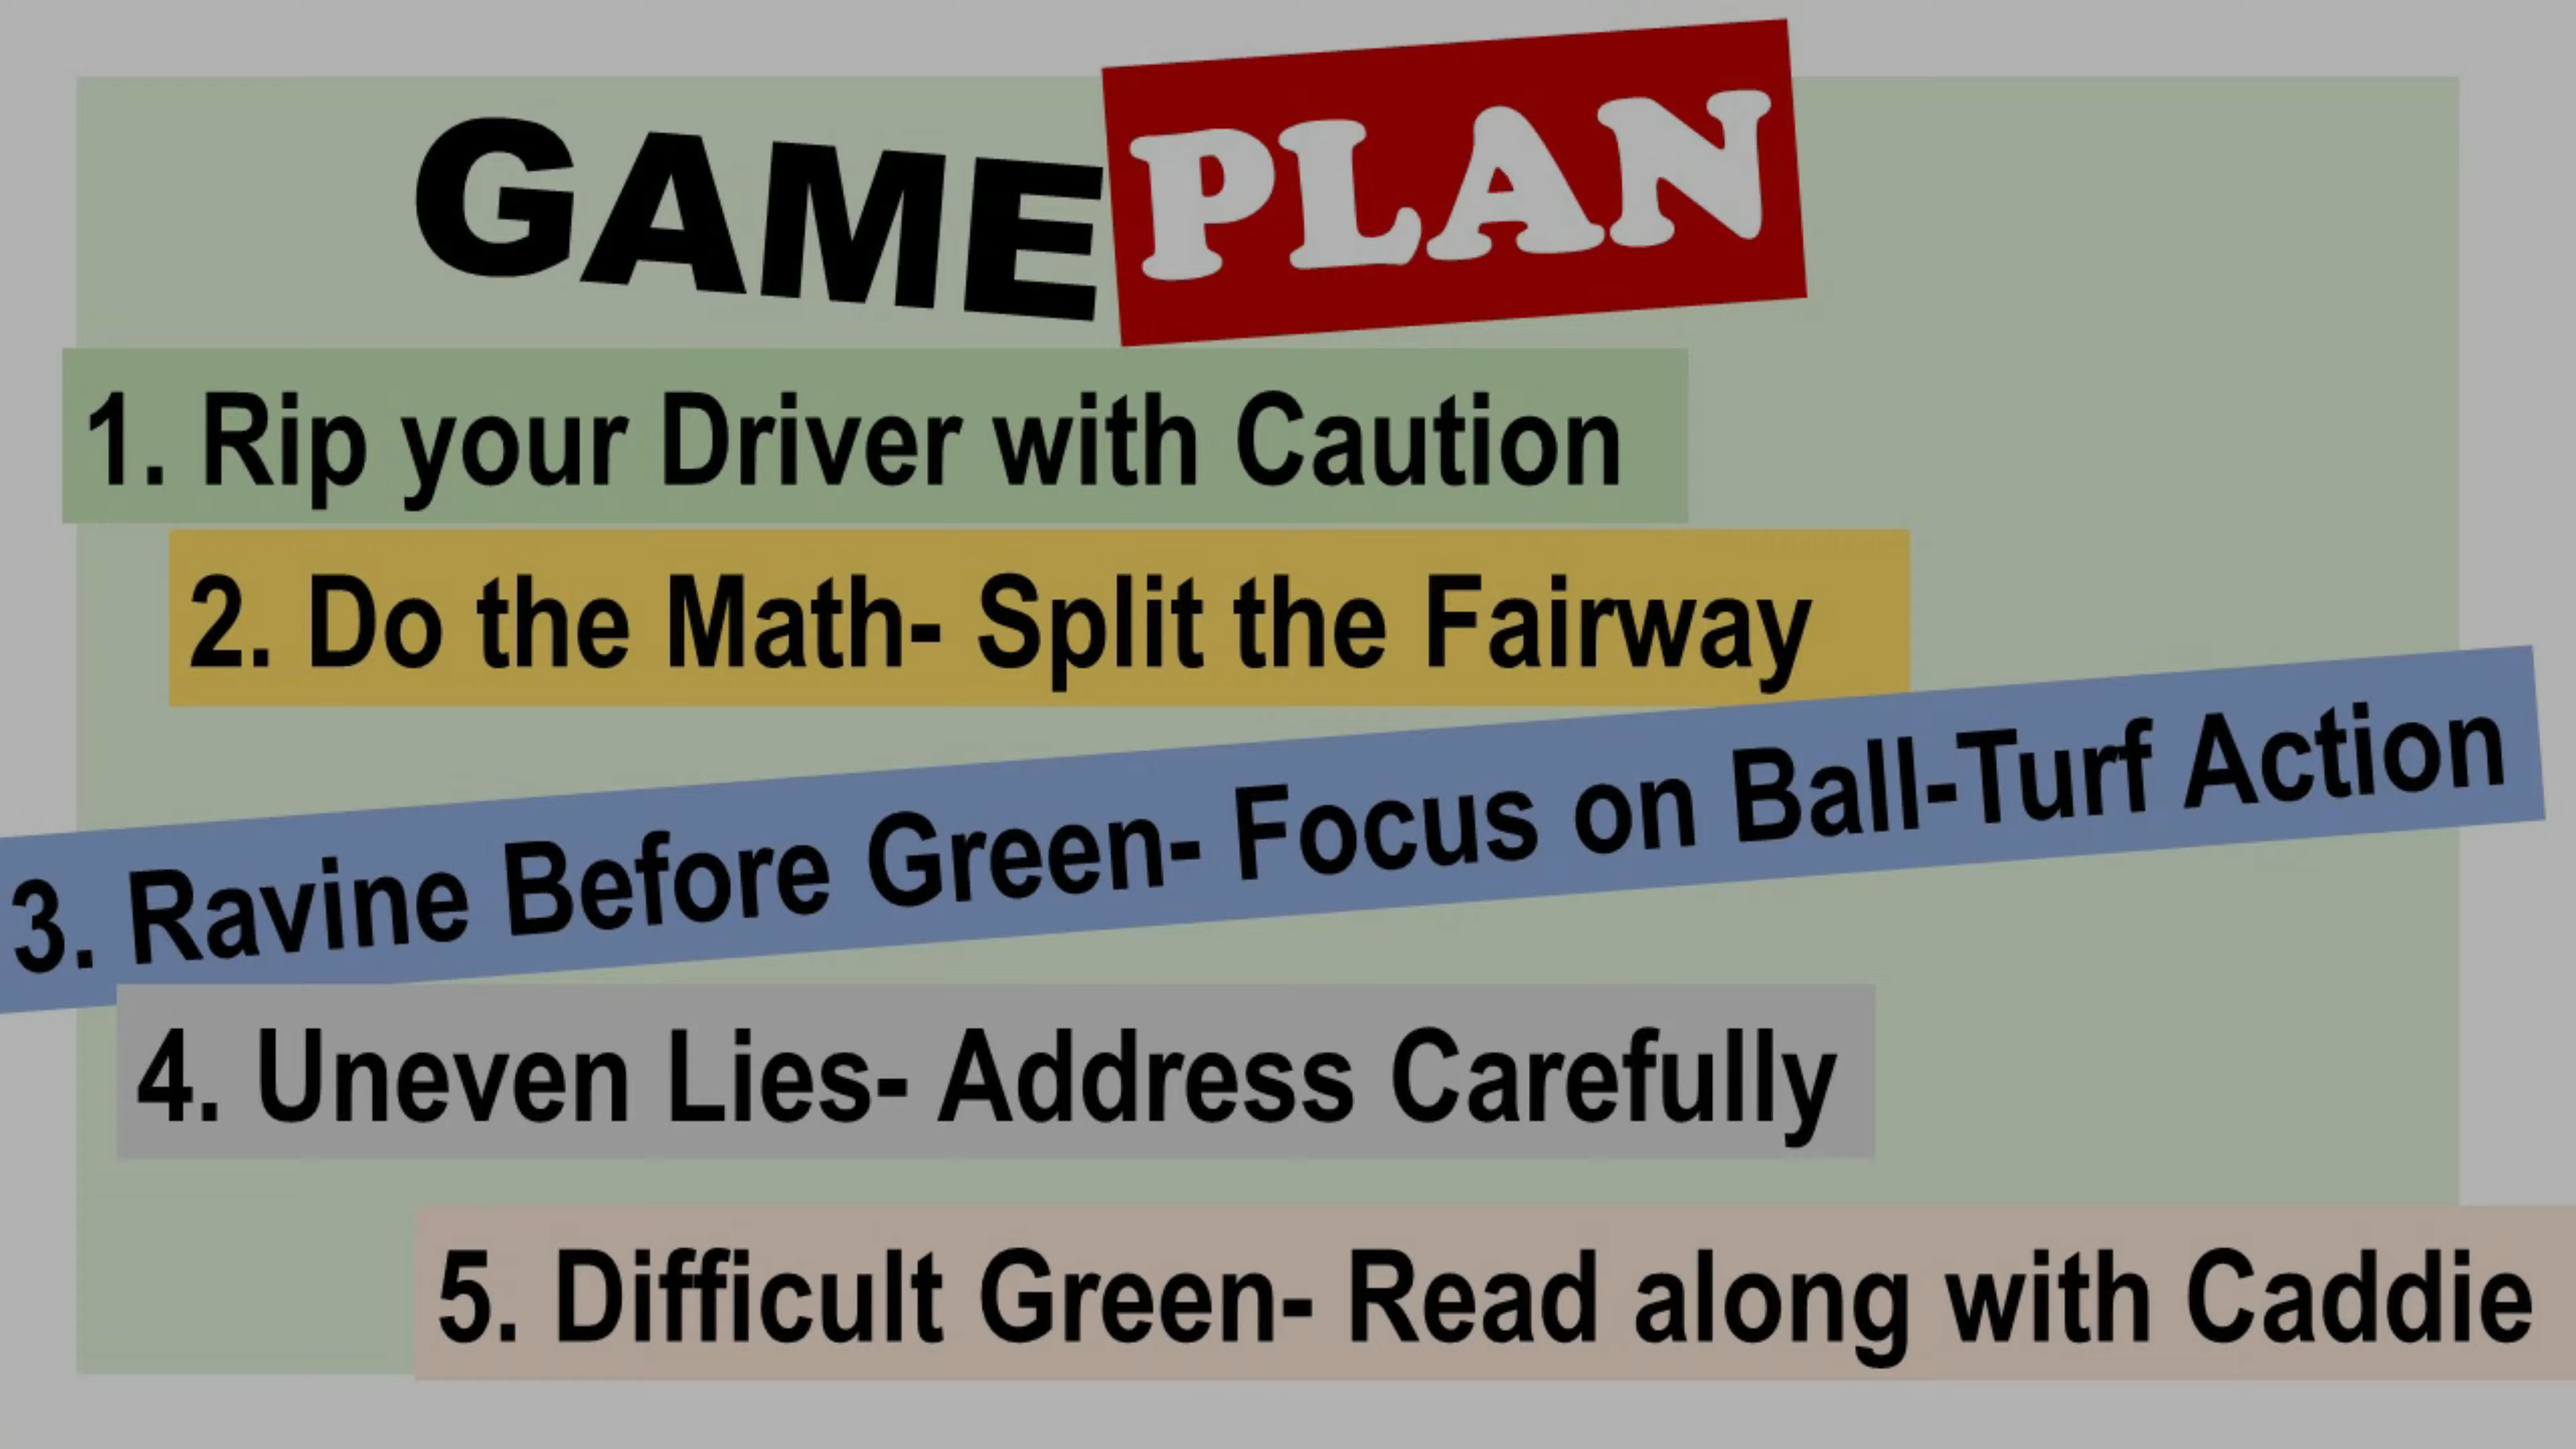 GAME PLAN
1. Rip your Driver with Caution
2. Do the Math- Split the Fairway
3. Ravine Before Green- Focus on Ball-Turf Action
4. Uneven Lies- Address Carefully
5. Difficult Green- Read along with Caddie